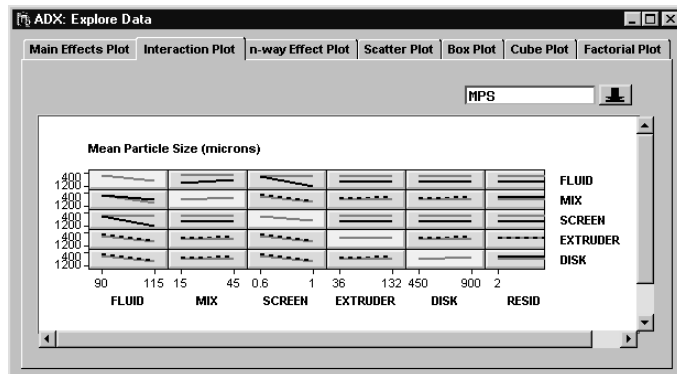 ADX: Explore Data
Main Effects Plot Interaction Plot n-way Effect Plot Scatter Plot Box Plot Cube Plot Factorial Plot
MPS
Mean Particle Size (microns)
400
1200
FLUID
400
1200
MIX
400
1200
SCREEN
400
1200
EXTRUDER
400
1200
DISK
90 115 15 45 0.6 1 36 132 450 900 2
FLUID MIX SCREEN EXTRUDER DISK RESID